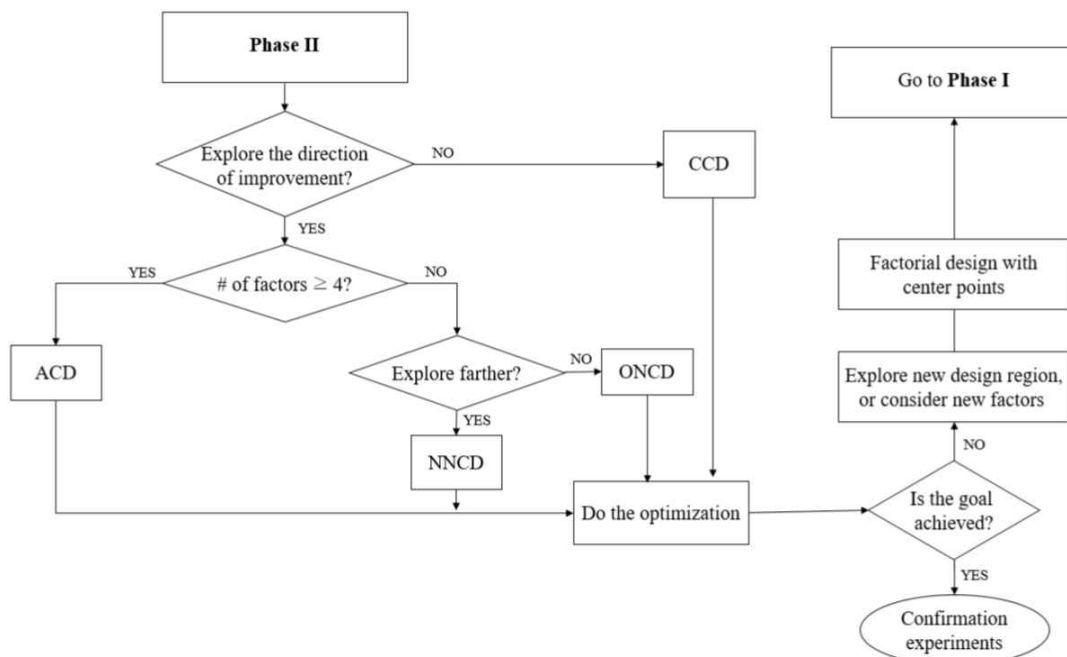 Phase II
Go to Phase I
Explore the direction
of improvement?
NO
CCD
YES
YES
# of factors ≥ 4?
NO
Factorial design with
center points
ACD
Explore farther?
NO
ONCD
Explore new design region,
or consider new factors
YES
NNCD
NO
Do the optimization
Is the goal
achieved?
YES
Confirmation
experiments